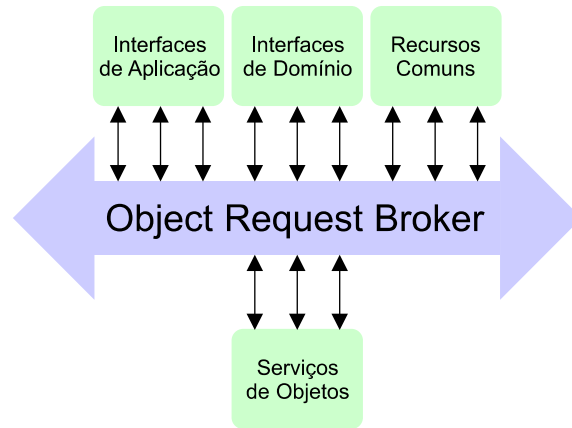 Interfaces
de Aplicação
Interfaces
de Domínio
Recursos
Comuns
Object Request Broker
Serviços
de Objetos